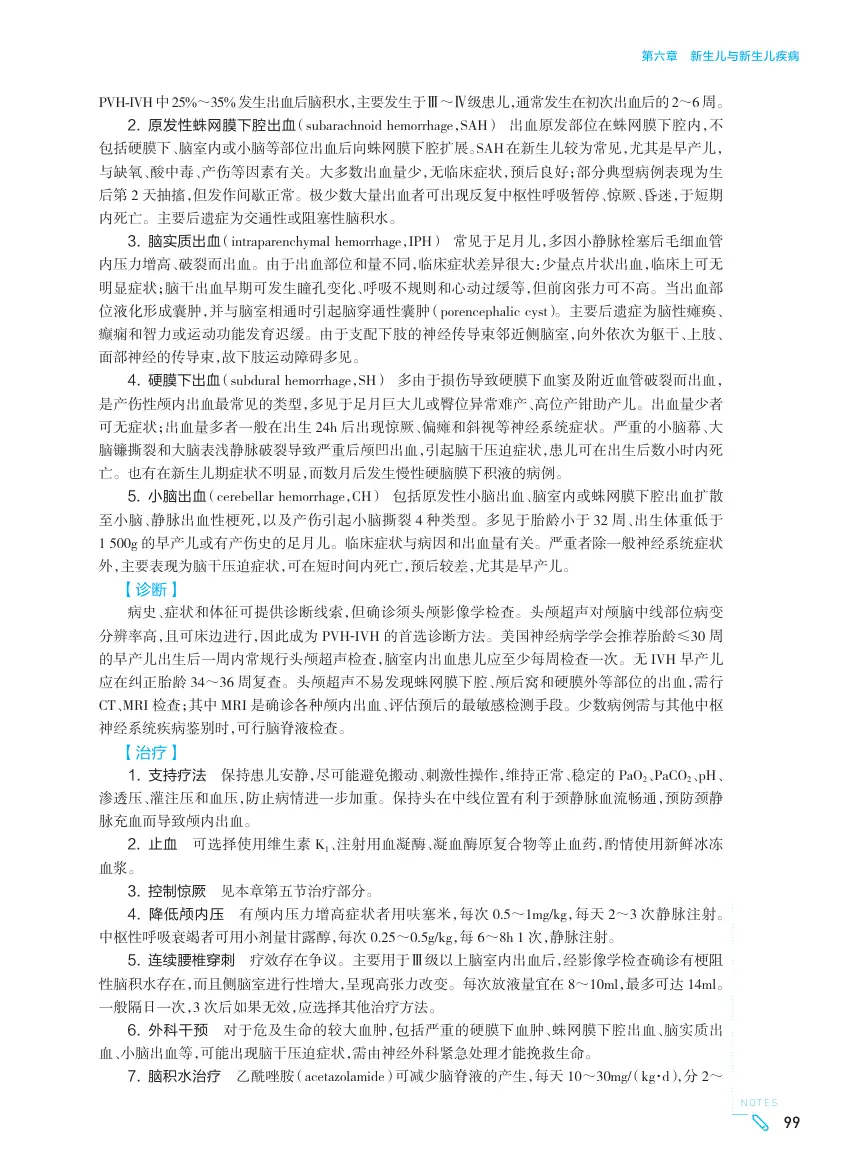 第六章 新生儿与新生儿疾病
PVH-IVH 中 25%～35% 发生出血后脑积水,主要发生于Ⅲ～Ⅳ级患儿,通常发生在初次出血后的 2～6 周。
2. 原发性蛛网膜下腔出血(subarachnoid hemorrhage,SAH) 出血原发部位在蛛网膜下腔内,不
包括硬膜下、脑室内或小脑等部位出血后向蛛网膜下腔扩展。SAH 在新生儿较为常见,尤其是早产儿,
与缺氧、酸中毒、产伤等因素有关。大多数出血量少,无临床症状,预后良好;部分典型病例表现为生
后第 2 天抽搐,但发作间歇正常。极少数大量出血者可出现反复中枢性呼吸暂停、惊厥、昏迷,于短期
内死亡。主要后遗症为交通性或阻塞性脑积水。
3. 脑实质出血(intraparenchymal hemorrhage,IPH) 常见于足月儿,多因小静脉栓塞后毛细血管
内压力增高、破裂而出血。由于出血部位和量不同,临床症状差异很大:少量点片状出血,临床上可无
明显症状;脑干出血早期可发生瞳孔变化、呼吸不规则和心动过缓等,但前囟张力可不高。当出血部
位液化形成囊肿,并与脑室相通时引起脑穿通性囊肿(porencephalic cyst)。主要后遗症为脑性瘫痪、
癫痫和智力或运动功能发育迟缓。由于支配下肢的神经传导束邻近侧脑室,向外依次为躯干、上肢、
面部神经的传导束,故下肢运动障碍多见。
4. 硬膜下出血(subdural hemorrhage,SH) 多由于损伤导致硬膜下血窦及附近血管破裂而出血,
是产伤性颅内出血最常见的类型,多见于足月巨大儿或臀位异常难产、高位产钳助产儿。出血量少者
可无症状;出血量多者一般在出生 24h 后出现惊厥、偏瘫和斜视等神经系统症状。严重的小脑幕、大
脑镰撕裂和大脑表浅静脉破裂导致严重后颅凹出血,引起脑干压迫症状,患儿可在出生后数小时内死
亡。也有在新生儿期症状不明显,而数月后发生慢性硬脑膜下积液的病例。
5. 小脑出血(cerebellar hemorrhage,CH) 包括原发性小脑出血、脑室内或蛛网膜下腔出血扩散
至小脑、静脉出血性梗死,以及产伤引起小脑撕裂 4 种类型。多见于胎龄小于 32 周、出生体重低于
1 500g 的早产儿或有产伤史的足月儿。临床症状与病因和出血量有关。严重者除一般神经系统症状
外,主要表现为脑干压迫症状,可在短时间内死亡,预后较差,尤其是早产儿。
【诊断】
病史、症状和体征可提供诊断线索,但确诊须头颅影像学检查。头颅超声对颅脑中线部位病变
分辨率高,且可床边进行,因此成为 PVH-IVH 的首选诊断方法。美国神经病学学会推荐胎龄≤30 周
的早产儿出生后一周内常规行头颅超声检查,脑室内出血患儿应至少每周检查一次。无 IVH 早产儿
应在纠正胎龄 34～36 周复查。头颅超声不易发现蛛网膜下腔、颅后窝和硬膜外等部位的出血,需行
CT、MRI 检查;其中 MRI 是确诊各种颅内出血、评估预后的最敏感检测手段。少数病例需与其他中枢
神经系统疾病鉴别时,可行脑脊液检查。
【治疗】
1. 支持疗法 保持患儿安静,尽可能避免搬动、刺激性操作,维持正常、稳定的 PaO₂、PaCO₂、pH、
渗透压、灌注压和血压,防止病情进一步加重。保持头在中线位置有利于颈静脉血流畅通,预防颈静
脉充血而导致颅内出血。
2. 止血 可选择使用维生素 K₁、注射用血凝酶、凝血酶原复合物等止血药,酌情使用新鲜冰冻
血浆。
3. 控制惊厥 见本章第五节治疗部分。
4. 降低颅内压 有颅内压力增高症状者用呋塞米,每次 0.5～1mg/kg,每天 2～3 次静脉注射。
中枢性呼吸衰竭者可用小剂量甘露醇,每次 0.25～0.5g/kg,每 6～8h 1 次,静脉注射。
5. 连续腰椎穿刺 疗效存在争议。主要用于Ⅲ级以上脑室内出血后,经影像学检查确诊有梗阻
性脑积水存在,而且侧脑室进行性增大,呈现高张力改变。每次放液量宜在 8～10ml,最多可达 14ml。
一般隔日一次,3 次后如果无效,应选择其他治疗方法。
6. 外科干预 对于危及生命的较大血肿,包括严重的硬膜下血肿、蛛网膜下腔出血、脑实质出
血、小脑出血等,可能出现脑干压迫症状,需由神经外科紧急处理才能挽救生命。
7. 脑积水治疗 乙酰唑胺(acetazolamide)可减少脑脊液的产生,每天 10～30mg/(kg·d),分 2～
NOTES
99